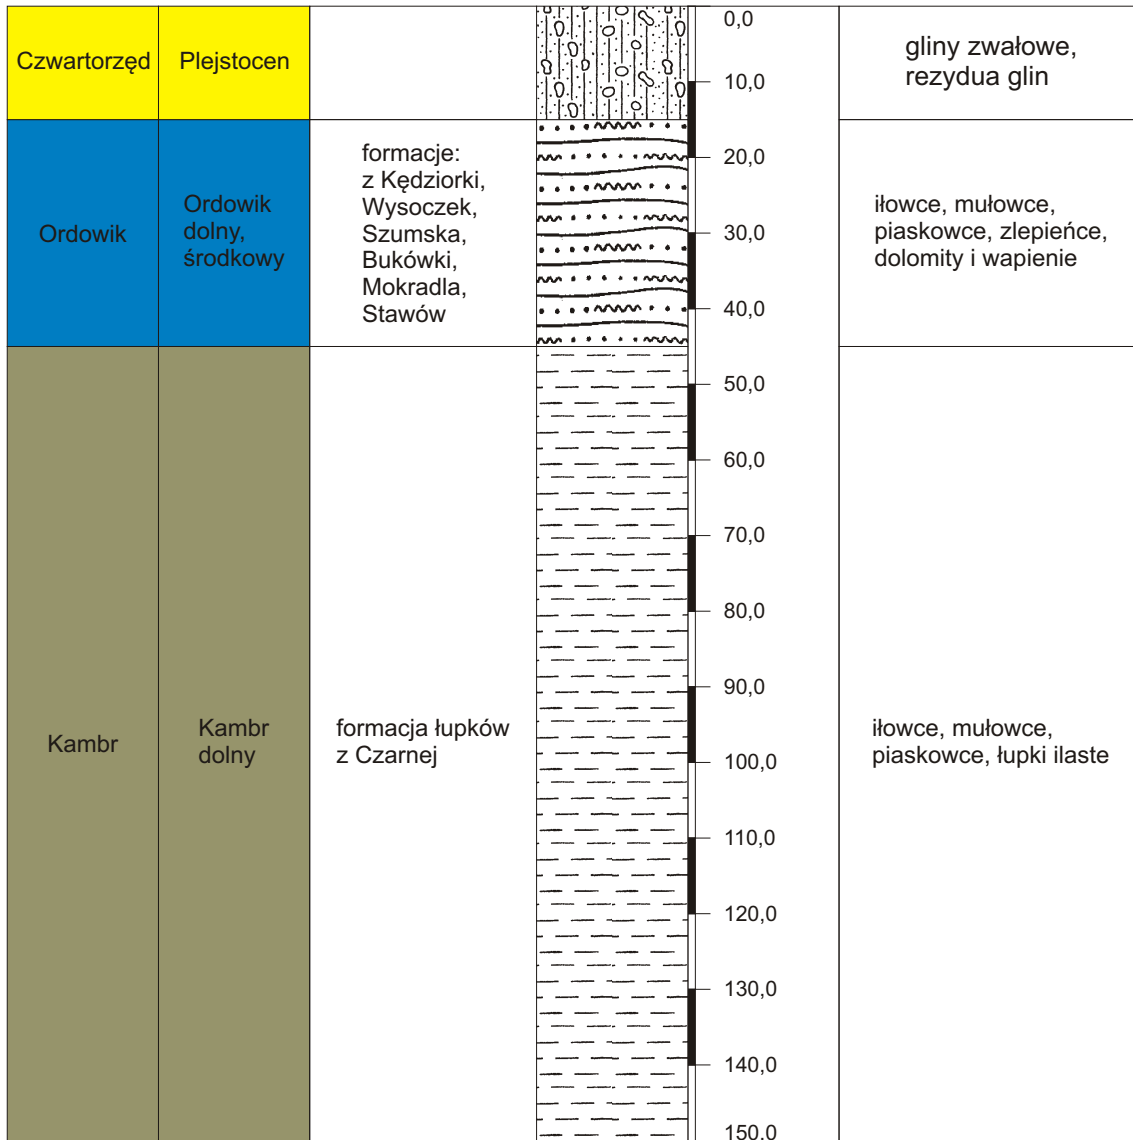 Czwartorzęd
Plejstocen
gliny zwałowe,
rezydua glin
Ordowik
Ordowik
dolny,
środkowy
formacje:
z Kędziorki,
Wysoczek,
Szumska,
Bukówki,
Mokradla,
Stawów
iłowce, mułowce,
piaskowce, zlepieńce,
dolomity i wapienie
Kambr
Kambr
dolny
formacja łupków
z Czarnej
iłowce, mułowce,
piaskowce, łupki ilaste
0,0
10,0
20,0
30,0
40,0
50,0
60,0
70,0
80,0
90,0
100,0
110,0
120,0
130,0
140,0
150,0